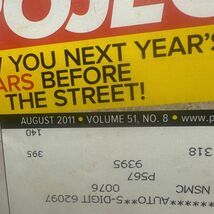 W YOU NEXT YEAR'S
ARS BEFORE
THE STREET!
AUGUST 2011 • VOLUME 51, NO. 8 • www.p
140
395
318
9395
P567
0076
NSMC
AUTO**5-DIGIT 62097